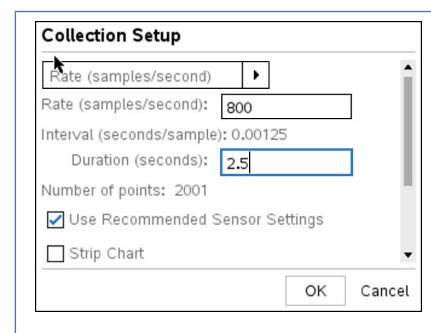 Collection Setup
Rate (samples/second)
Rate (samples/second): 800
Interval (seconds/sample): 0.00125
Duration (seconds): 2.5
Number of points: 2001
Use Recommended Sensor Settings
Strip Chart
OK Cancel